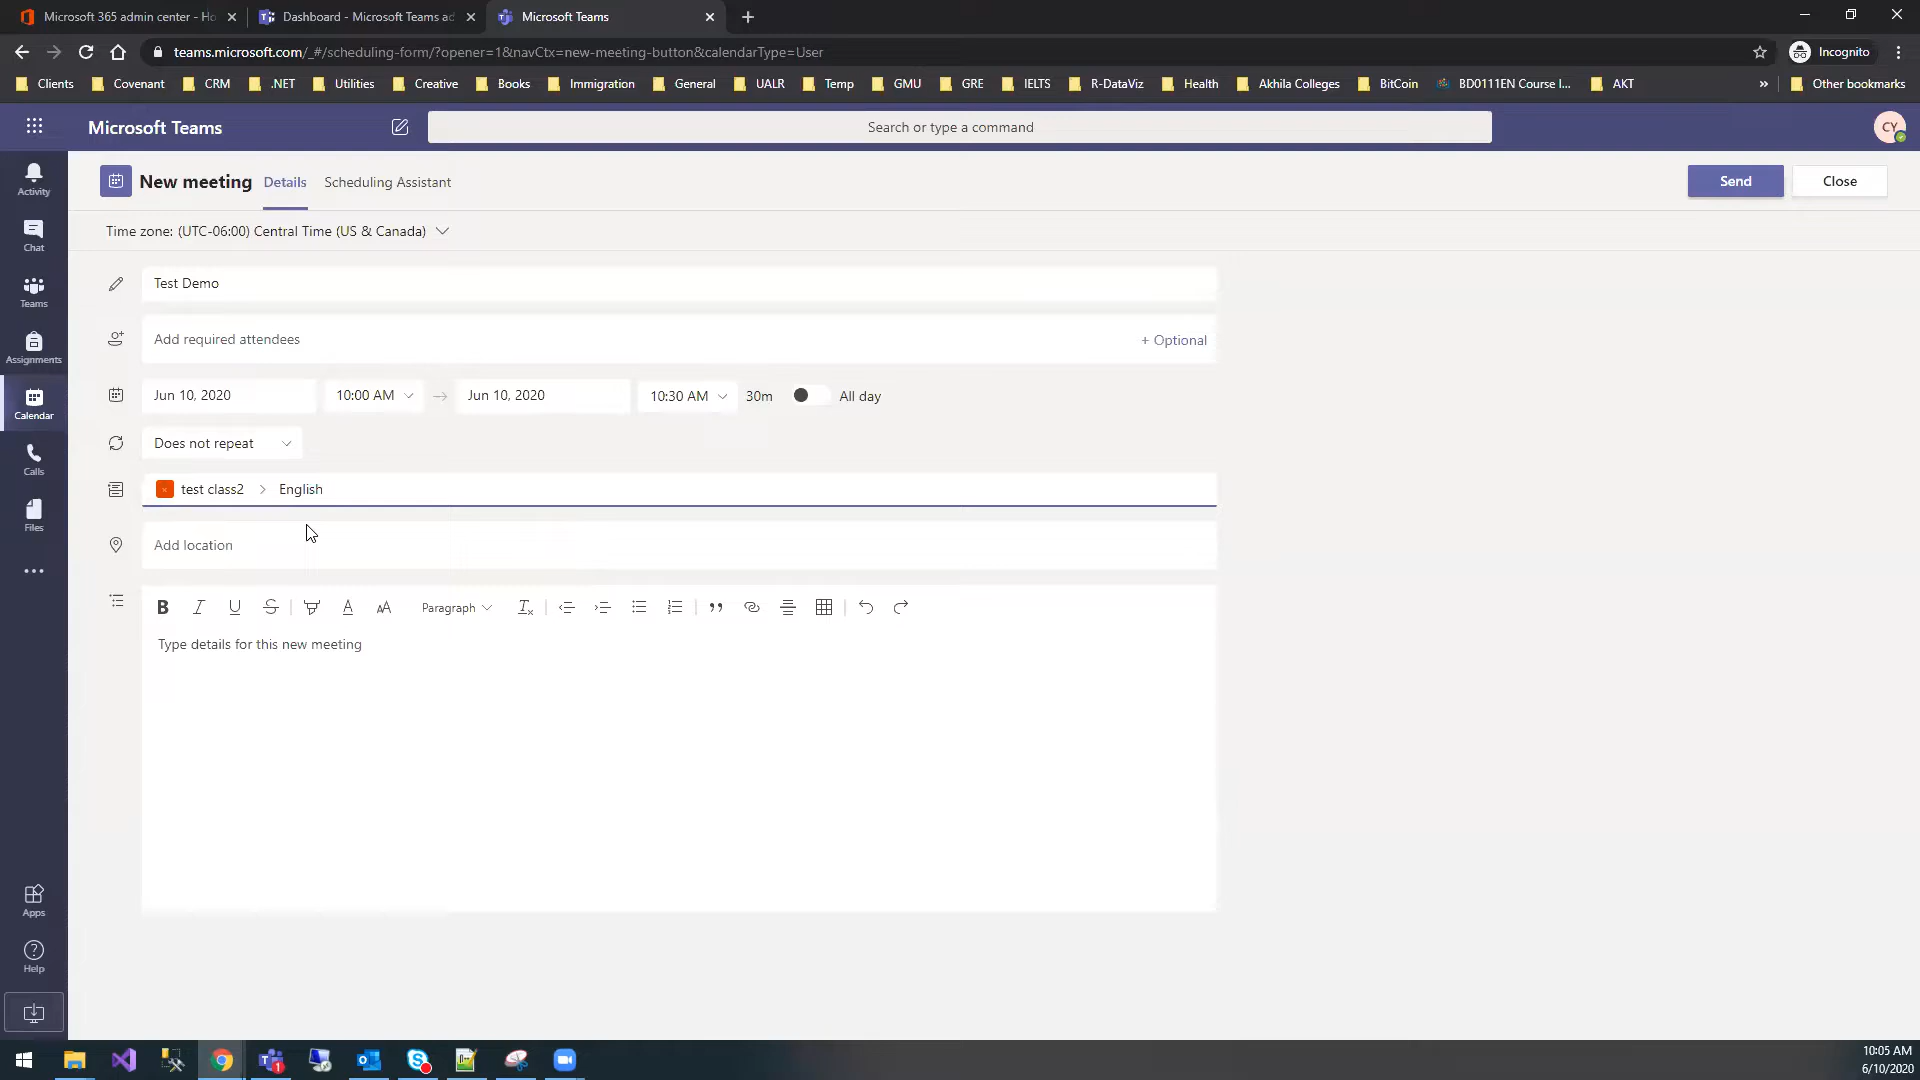 Microsoft 365 admin center - Ho
Dashboard - Microsoft Teams ad
Microsoft Teams
teams.microsoft.com/_#/scheduling-form/?opener=1&navCtx=new-meeting-button&calendarType=User
Incognito
Clients
Covenant
CRM
.NET
Utilities
Creative
Books
Immigration
General
UALR
Temp
GMU
GRE
IELTS
R-DataViz
Health
Akhila Colleges
BitCoin
BD0111EN Course I...
AKT
»
Other bookmarks
Microsoft Teams
Search or type a command
CY
Activity
Chat
Teams
Assignments
Calendar
Calls
Files
Apps
Help
New meeting
Details
Scheduling Assistant
Send
Close
Time zone: (UTC-06:00) Central Time (US & Canada)
Test Demo
Add required attendees
+ Optional
Jun 10, 2020
10:00 AM
Jun 10, 2020
10:30 AM
30m
All day
Does not repeat
test class2 > English
Add location
B I U S A AA Paragraph
Type details for this new meeting
10:05 AM
6/10/2020